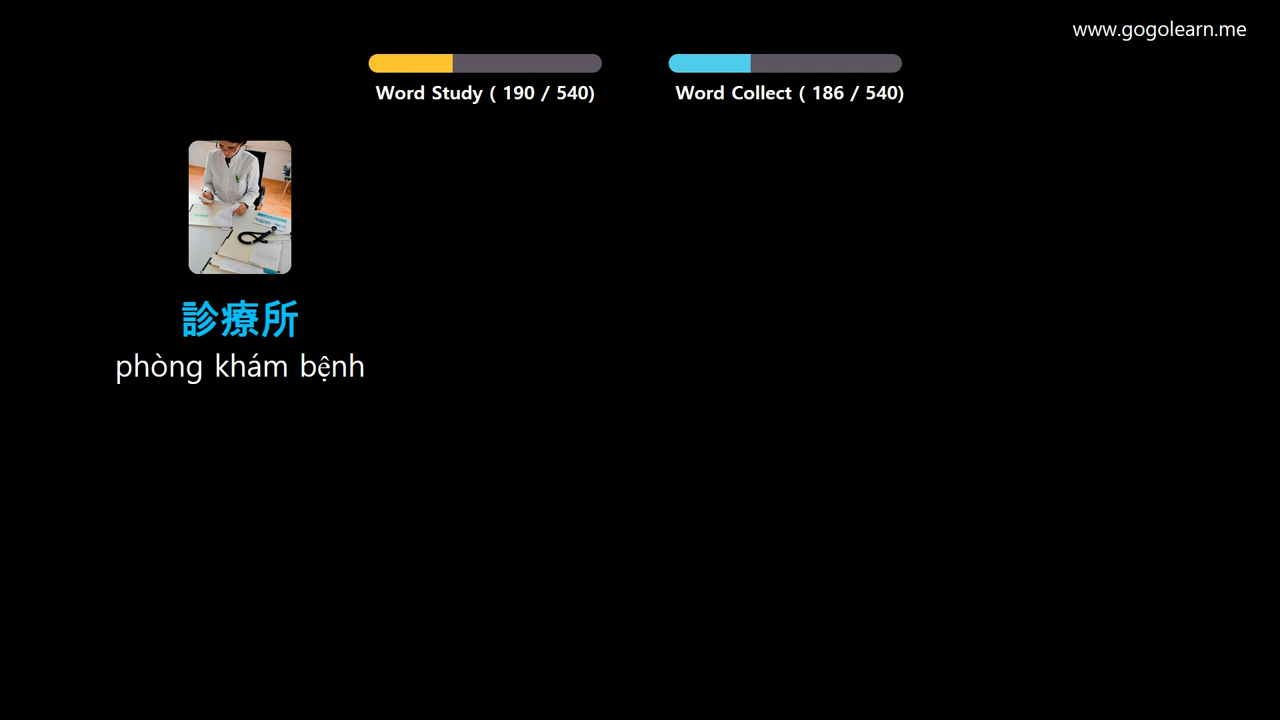 www.gogolearn.me
Word Study ( 190 / 540)
Word Collect ( 186 / 540)
診療所
phòng khám bệnh